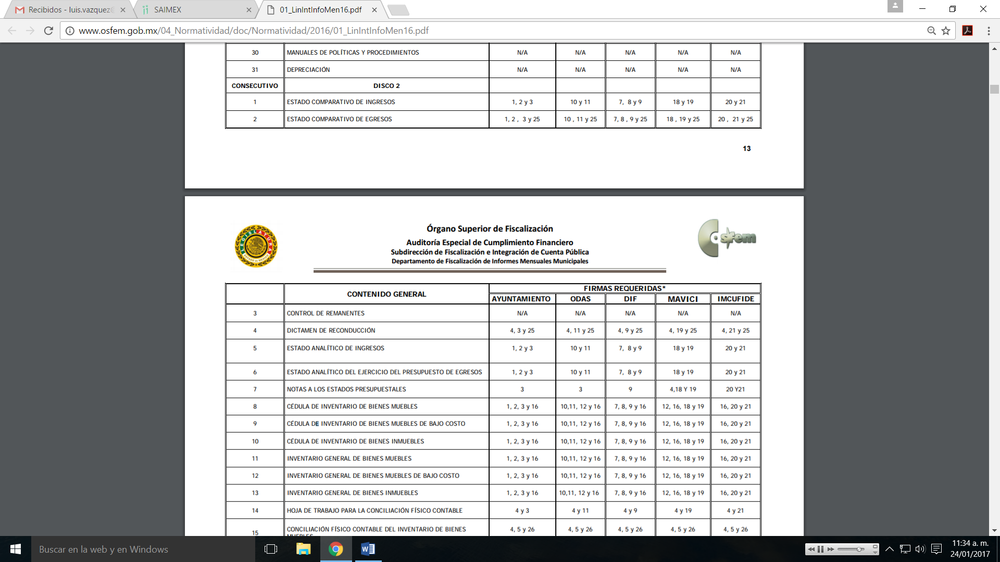 Recibidos - luis.vazquez@
SAIMEX
01_LinIntInfoMen16.pdf
www.osfem.gob.mx/04_Normatividad/doc/Normatividad/2016/01_LinIntInfoMen16.pdf
30 MANUALES DE POLÍTICAS Y PROCEDIMIENTOS N/A N/A N/A N/A N/A
31 DEPRECIACIÓN N/A N/A N/A N/A N/A
CONSECUTIVO DISCO 2
1 ESTADO COMPARATIVO DE INGRESOS 1, 2 y 3 10 y 11 7, 8 y 9 18 y 19 20 y 21
2 ESTADO COMPARATIVO DE EGRESOS 1, 2 , 3 y 25 10 , 11 y 25 7, 8 , 9 y 25 18 , 19 y 25 20 , 21 y 25
13
LEGISLATURA
ESTADO DE MÉXICO
Órgano Superior de Fiscalización
Auditoría Especial de Cumplimiento Financiero
Subdirección de Fiscalización e Integración de Cuenta Pública
Departamento de Fiscalización de Informes Mensuales Municipales
osfem
CONTENIDO GENERAL FIRMAS REQUERIDAS*
AYUNTAMIENTO ODAS DIF MAVICI IMCUFIDE
3 CONTROL DE REMANENTES N/A N/A N/A N/A N/A
4 DICTAMEN DE RECONDUCCIÓN 4, 3 y 25 4, 11 y 25 4, 9 y 25 4, 19 y 25 4, 21 y 25
5 ESTADO ANALÍTICO DE INGRESOS 1, 2 y 3 10 y 11 7, 8 y 9 18 y 19 20 y 21
6 ESTADO ANALÍTICO DEL EJERCICIO DEL PRESUPUESTO DE EGRESOS 1, 2 y 3 10 y 11 7, 8 y 9 18 y 19 20 y 21
7 NOTAS A LOS ESTADOS PRESUPUESTALES 3 3 9 4,18 Y 19 20 Y21
8 CÉDULA DE INVENTARIO DE BIENES MUEBLES 1, 2, 3 y 16 10,11, 12 y 16 7, 8, 9 y 16 12, 16, 18 y 19 16, 20 y 21
9 CÉDULA DE INVENTARIO DE BIENES MUEBLES DE BAJO COSTO 1, 2, 3 y 16 10,11, 12 y 16 7, 8, 9 y 16 12, 16, 18 y 19 16, 20 y 21
10 CÉDULA DE INVENTARIO DE BIENES INMUEBLES 1, 2, 3 y 16 10,11, 12 y 16 7, 8, 9 y 16 12, 16, 18 y 19 16, 20 y 21
11 INVENTARIO GENERAL DE BIENES MUEBLES 1, 2, 3 y 16 10,11, 12 y 16 7, 8, 9 y 16 12, 16, 18 y 19 16, 20 y 21
12 INVENTARIO GENERAL DE BIENES MUEBLES DE BAJO COSTO 1, 2, 3 y 16 10,11, 12 y 16 7, 8, 9 y 16 12, 16, 18 y 19 16, 20 y 21
13 INVENTARIO GENERAL DE BIENES INMUEBLES 1, 2, 3 y 16 10,11, 12 y 16 7, 8, 9 y 16 12, 16, 18 y 19 16, 20 y 21
14 HOJA DE TRABAJO PARA LA CONCILIACIÓN FÍSICO CONTABLE 4 y 3 4 y 11 4 y 9 4 y 19 4 y 21
15 CONCILIACIÓN FÍSICO CONTABLE DEL INVENTARIO DE BIENES 4, 5 y 26 4, 5 y 26 4, 5 y 26 4, 5 y 26 4, 5 y 26
MUEBLES
Buscar en la web y en Windows
11:34 a. m.
24/01/2017